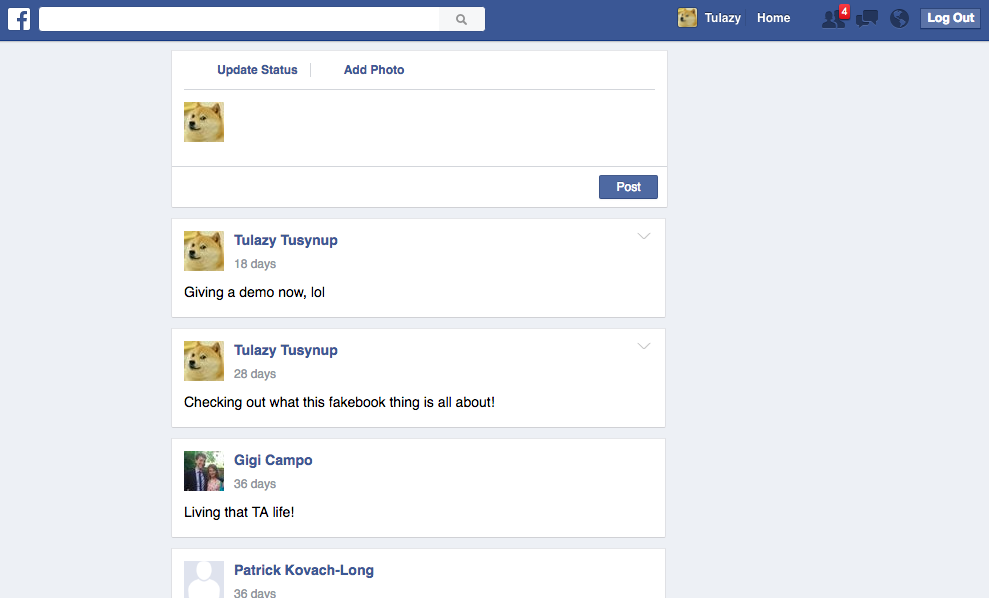 f
Tulazy Home 4 Log Out
Update Status Add Photo
Post
Tulazy Tusynup
18 days
Giving a demo now, lol
Tulazy Tusynup
28 days
Checking out what this fakebook thing is all about!
Gigi Campo
36 days
Living that TA life!
Patrick Kovach-Long
36 days